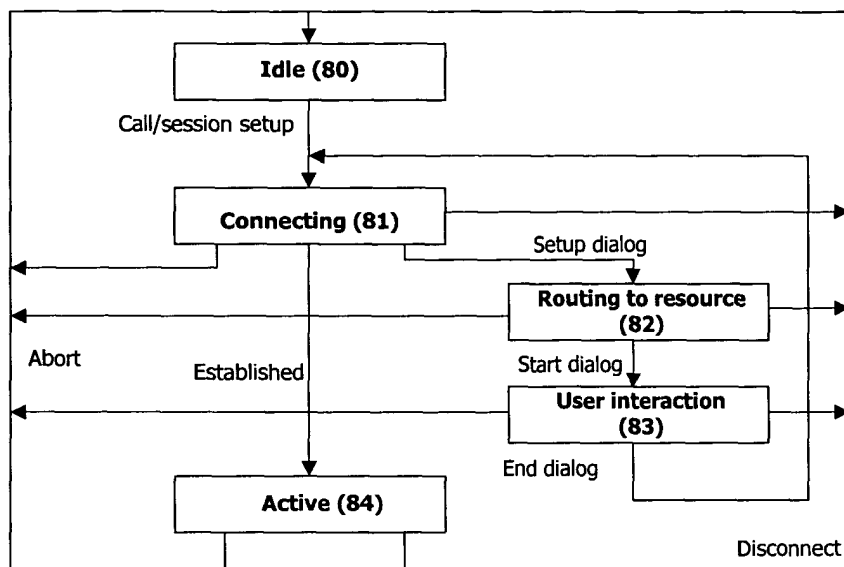 Idle (80)
Call/session setup
Connecting (81)
Setup dialog
Routing to resource
(82)
Abort
Established
Start dialog
User interaction
(83)
End dialog
Active (84)
Disconnect